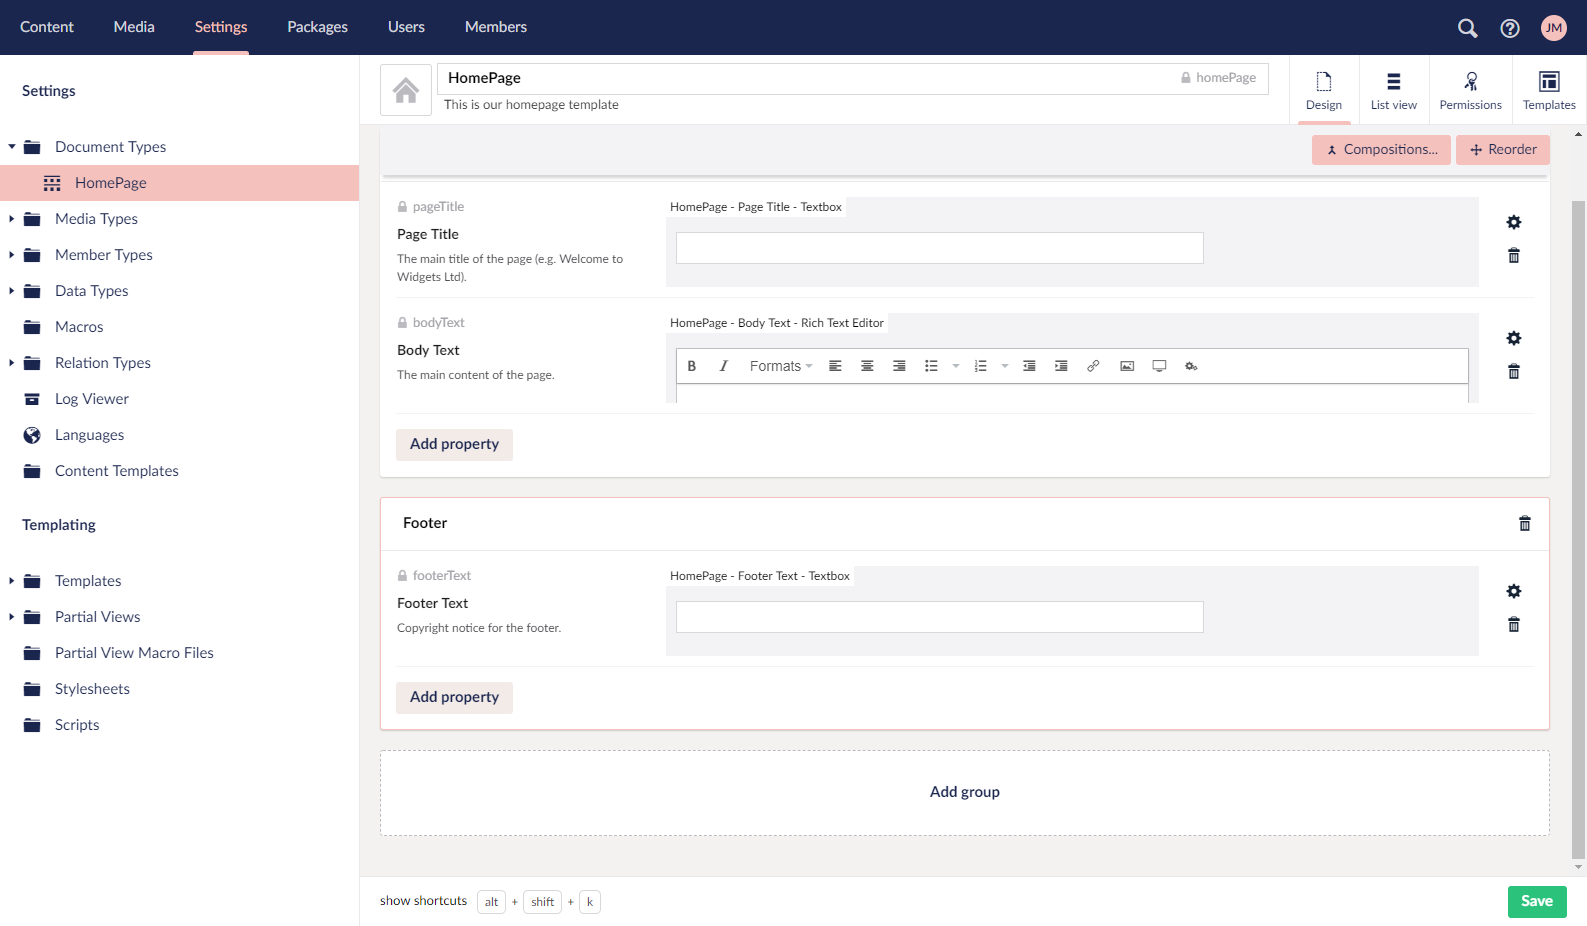 Content Media Settings Packages Users Members JM
Settings
Document Types
HomePage
Media Types
Member Types
Data Types
Macros
Relation Types
Log Viewer
Languages
Content Templates
Templating
Templates
Partial Views
Partial View Macro Files
Stylesheets
Scripts
HomePage homePage
This is our homepage template
Design List view Permissions Templates
Compositions... Reorder
pageTitle
Page Title
The main title of the page (e.g. Welcome to
Widgets Ltd).
HomePage - Page Title - Textbox
bodyText
Body Text
The main content of the page.
HomePage - Body Text - Rich Text Editor
B I Formats
Add property
Footer
footerText
Footer Text
Copyright notice for the footer.
HomePage - Footer Text - Textbox
Add property
Add group
show shortcuts alt + shift + k
Save